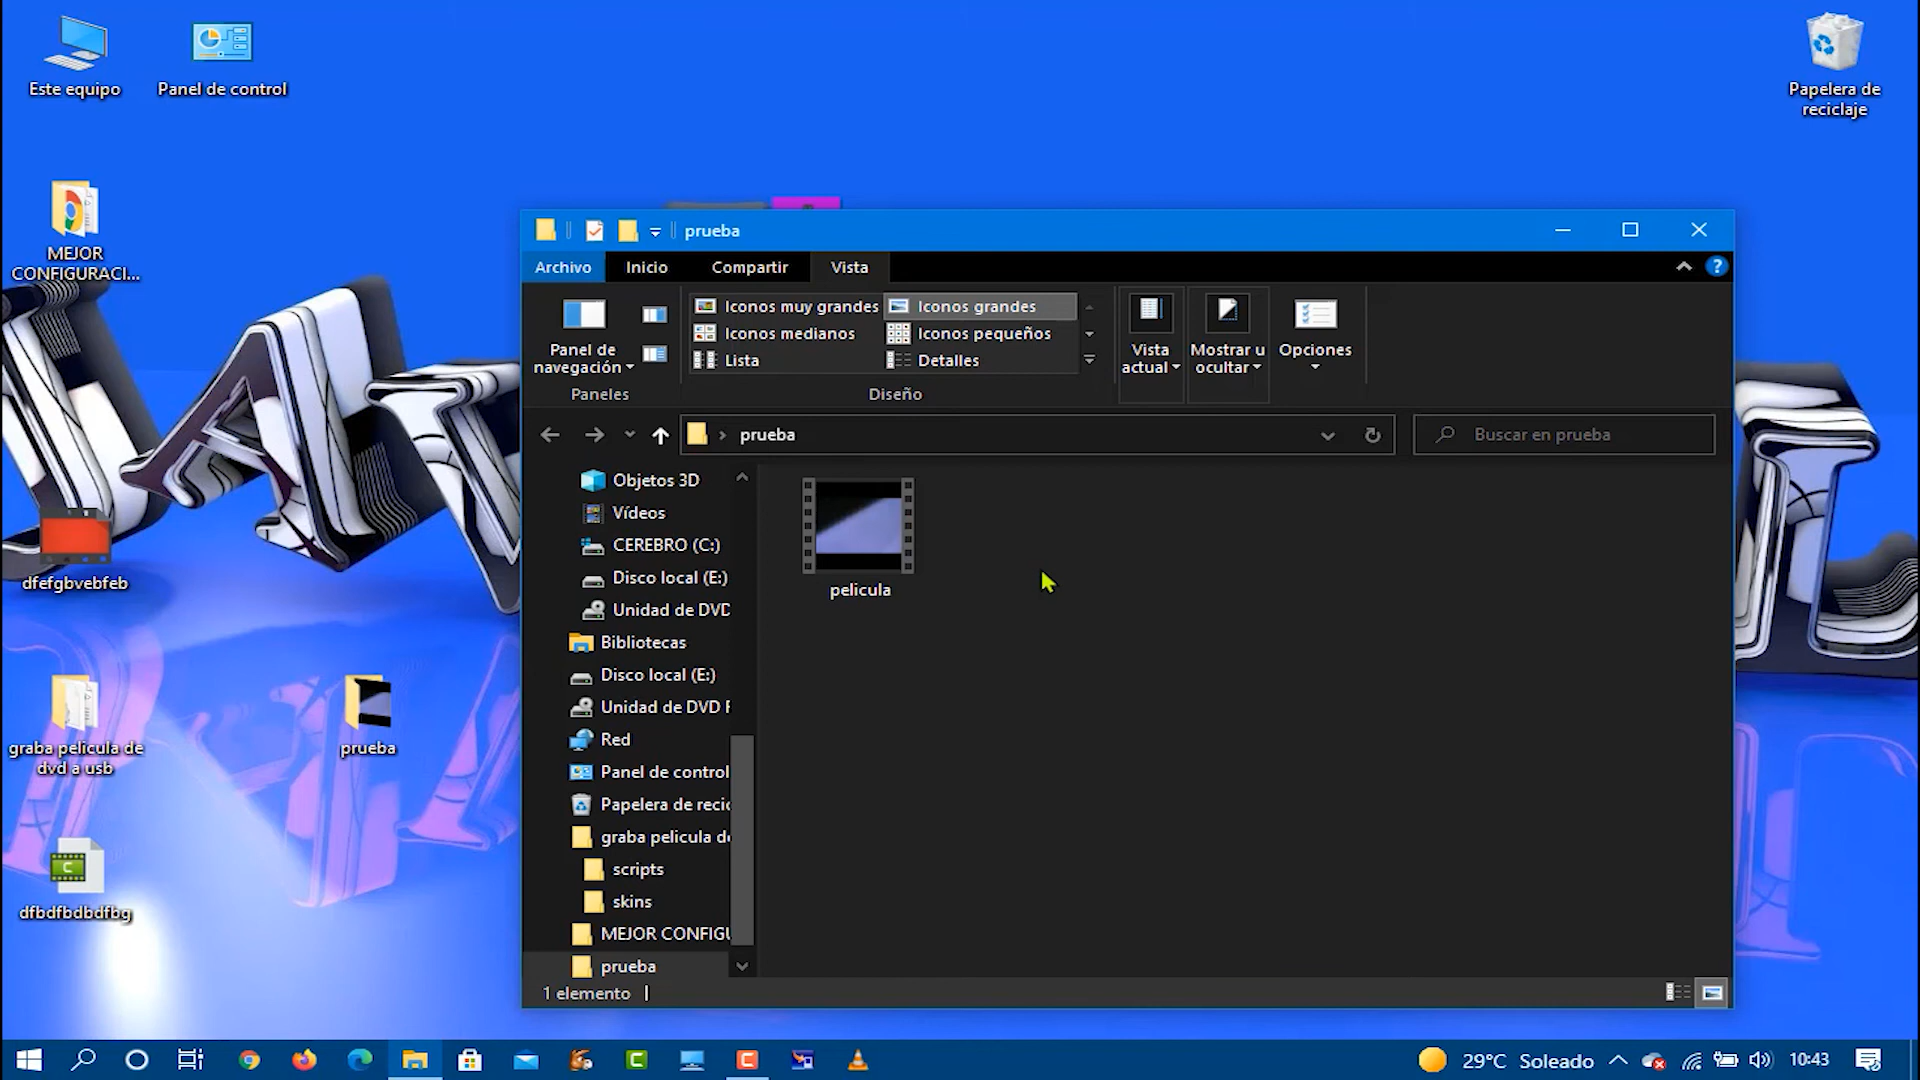 Este equipo
Panel de control
Papelera de
reciclaje
MEJOR
CONFIGURACI...
dfefgbvebfeb
graba pelicula de
dvd a usb
prueba
dfbdfbdbdfbg
prueba
Archivo
Inicio
Compartir
Vista
?
Panel de
navegación
Paneles
Iconos muy grandes
Iconos grandes
Iconos medianos
Iconos pequeños
Lista
Detalles
Diseño
Vista
actual
Mostrar u
ocultar
Opciones
prueba
Buscar en prueba
Objetos 3D
Vídeos
CEREBRO (C:)
Disco local (E:)
Unidad de DVD
Bibliotecas
Disco local (E:)
Unidad de DVD
Red
Panel de control
Papelera de reci
graba pelicula d
scripts
skins
MEJOR CONFIGU
prueba
pelicula
1 elemento
29°C Soleado
10:43